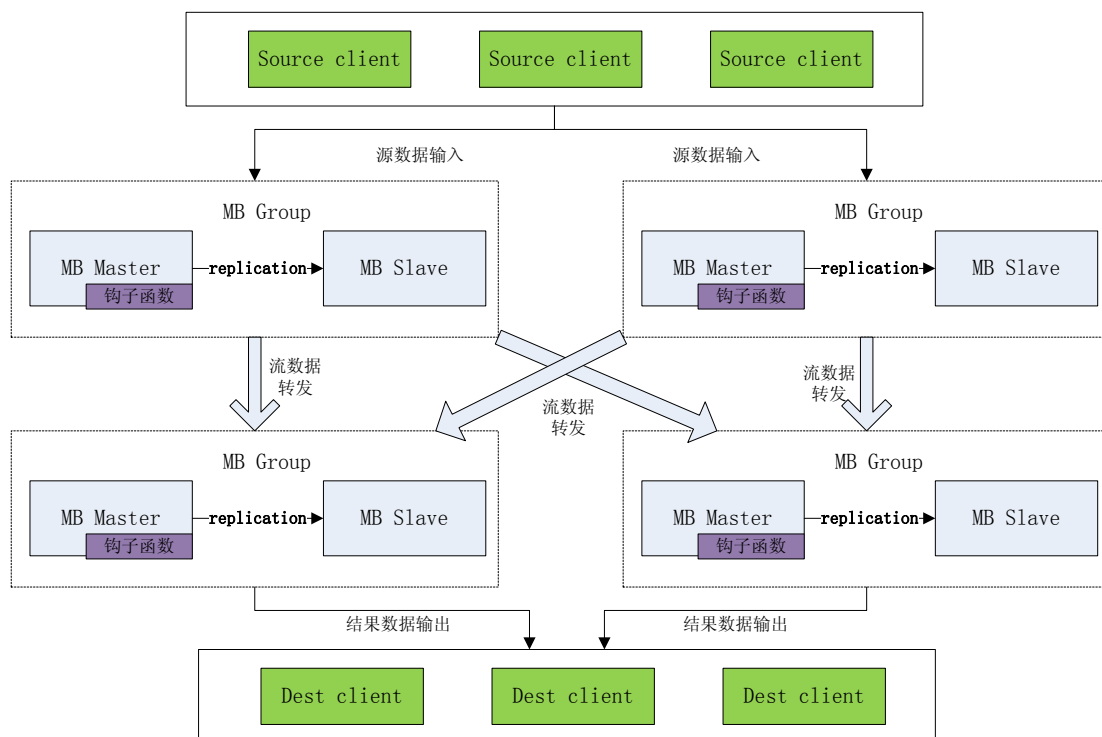 Source client
Source client
Source client
源数据输入
源数据输入
MB Group
MB Group
MB Master
replication
MB Slave
钩子函数
MB Master
replication
MB Slave
钩子函数
流数据
转发
流数据
转发
流数据
转发
MB Group
MB Group
MB Master
replication
MB Slave
钩子函数
MB Master
replication
MB Slave
钩子函数
结果数据输出
结果数据输出
Dest client
Dest client
Dest client